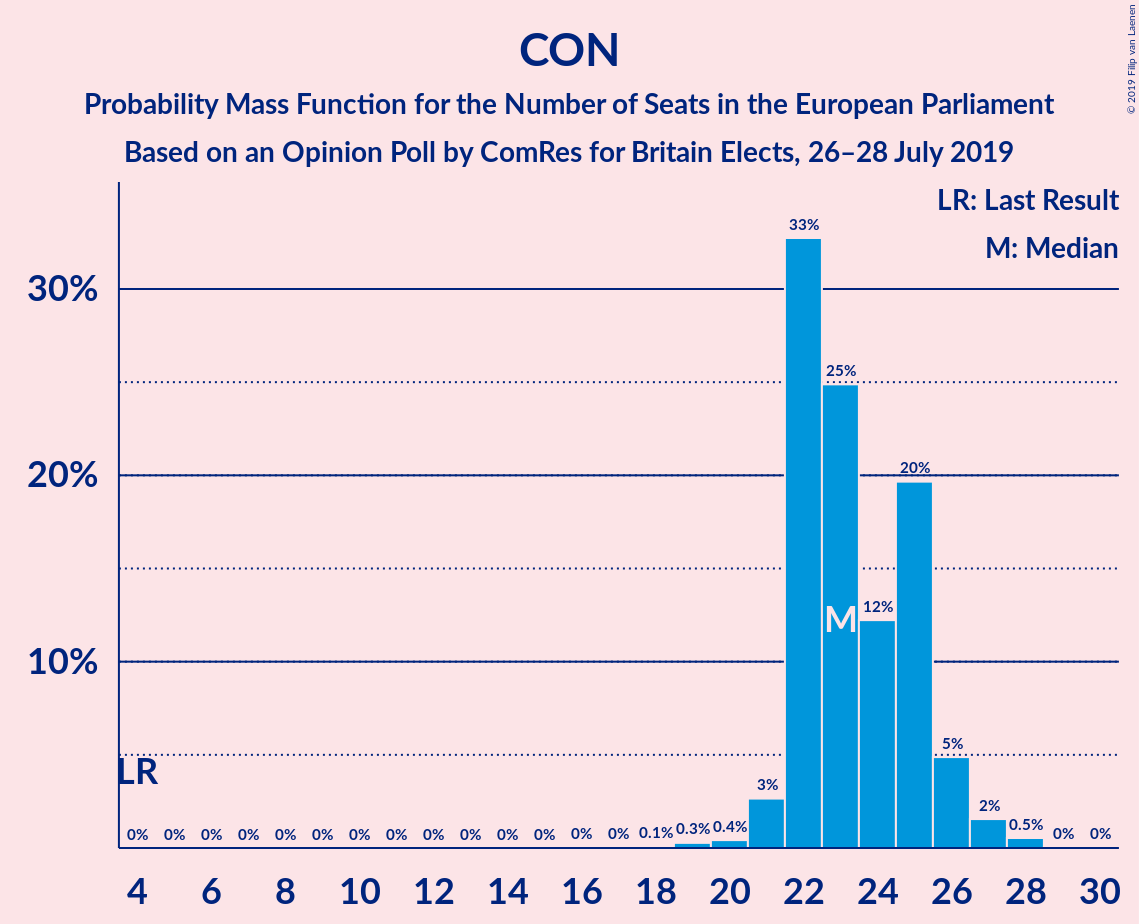 © 2019 Filip van Laenen
CON
Probability Mass Function for the Number of Seats in the European Parliament
Based on an Opinion Poll by ComRes for Britain Elects, 26–28 July 2019
LR: Last Result
M: Median
33%
30%
25%
20%
20%
M
12%
10%
5%
LR
3%
2%
0% 0% 0% 0% 0% 0% 0% 0% 0% 0% 0% 0% 0% 0% 0.1% 0.3% 0.4% 0.5% 0% 0%
4 6 8 10 12 14 16 18 20 22 24 26 28 30